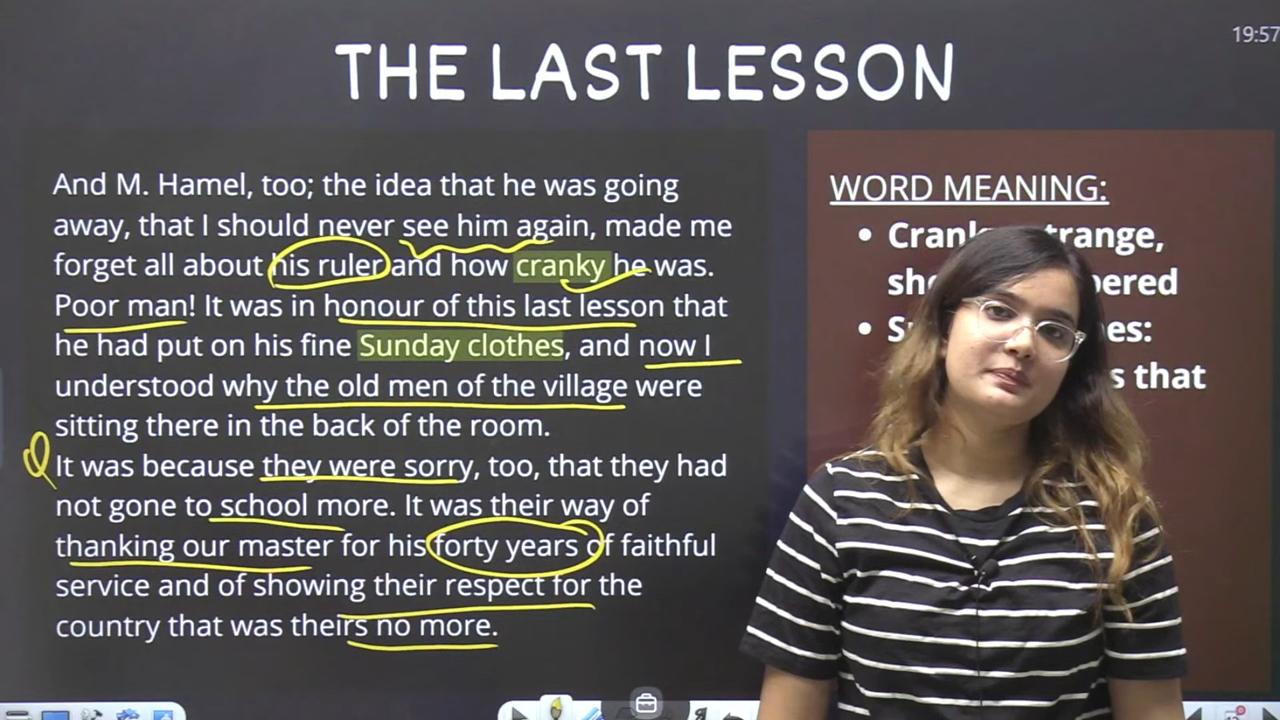 THE LAST LESSON
19:57
And M. Hamel, too; the idea that he was going
away, that I should never see him again, made me
forget all about his ruler and how cranky he was.
Poor man! It was in honour of this last lesson that
he had put on his fine Sunday clothes, and now I
understood why the old men of the village were
sitting there in the back of the room.
Q
It was because they were sorry, too, that they had
not gone to school more. It was their way of
thanking our master for his forty years of faithful
service and of showing their respect for the
country that was theirs no more.
WORD MEANING:
that